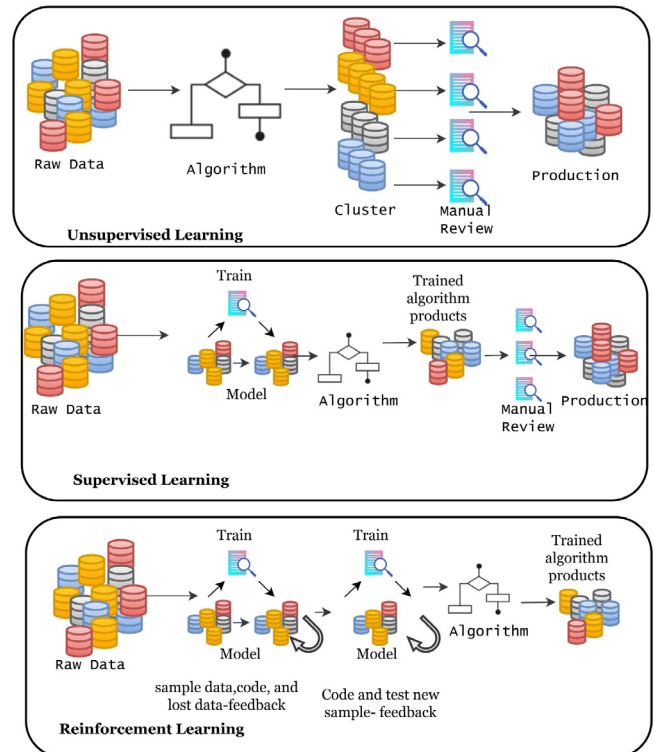 Raw Data
Algorithm
Cluster
Manual
Review
Production
Unsupervised Learning
Train
Trained
algorithm
products
Raw Data
Model
Algorithm
Manual
Review
Production
Supervised Learning
Train
Train
Trained
algorithm
products
Raw Data
Model
Model
Algorithm
sample data,code, and
lost data-feedback
Code and test new
sample- feedback
Reinforcement Learning